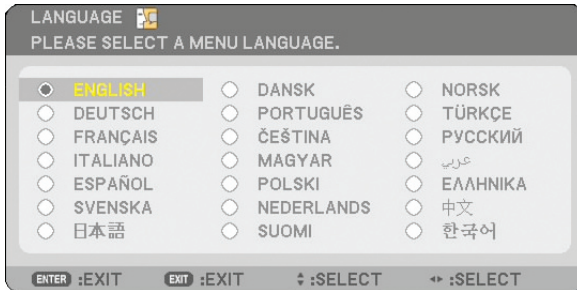 LANGUAGE
PLEASE SELECT A MENU LANGUAGE.
ENGLISH DANSK NORSK
DEUTSCH PORTUGUÊS TÜRKÇE
FRANÇAIS ČEŠTINA РУССКИЙ
ITALIANO MAGYAR عربي
ESPAÑOL POLSKI ΕΛΛΗΝΙΚΑ
SVENSKA NEDERLANDS 中文
日本語 SUOMI 한국어
ENTER :EXIT EXIT :EXIT :SELECT :SELECT